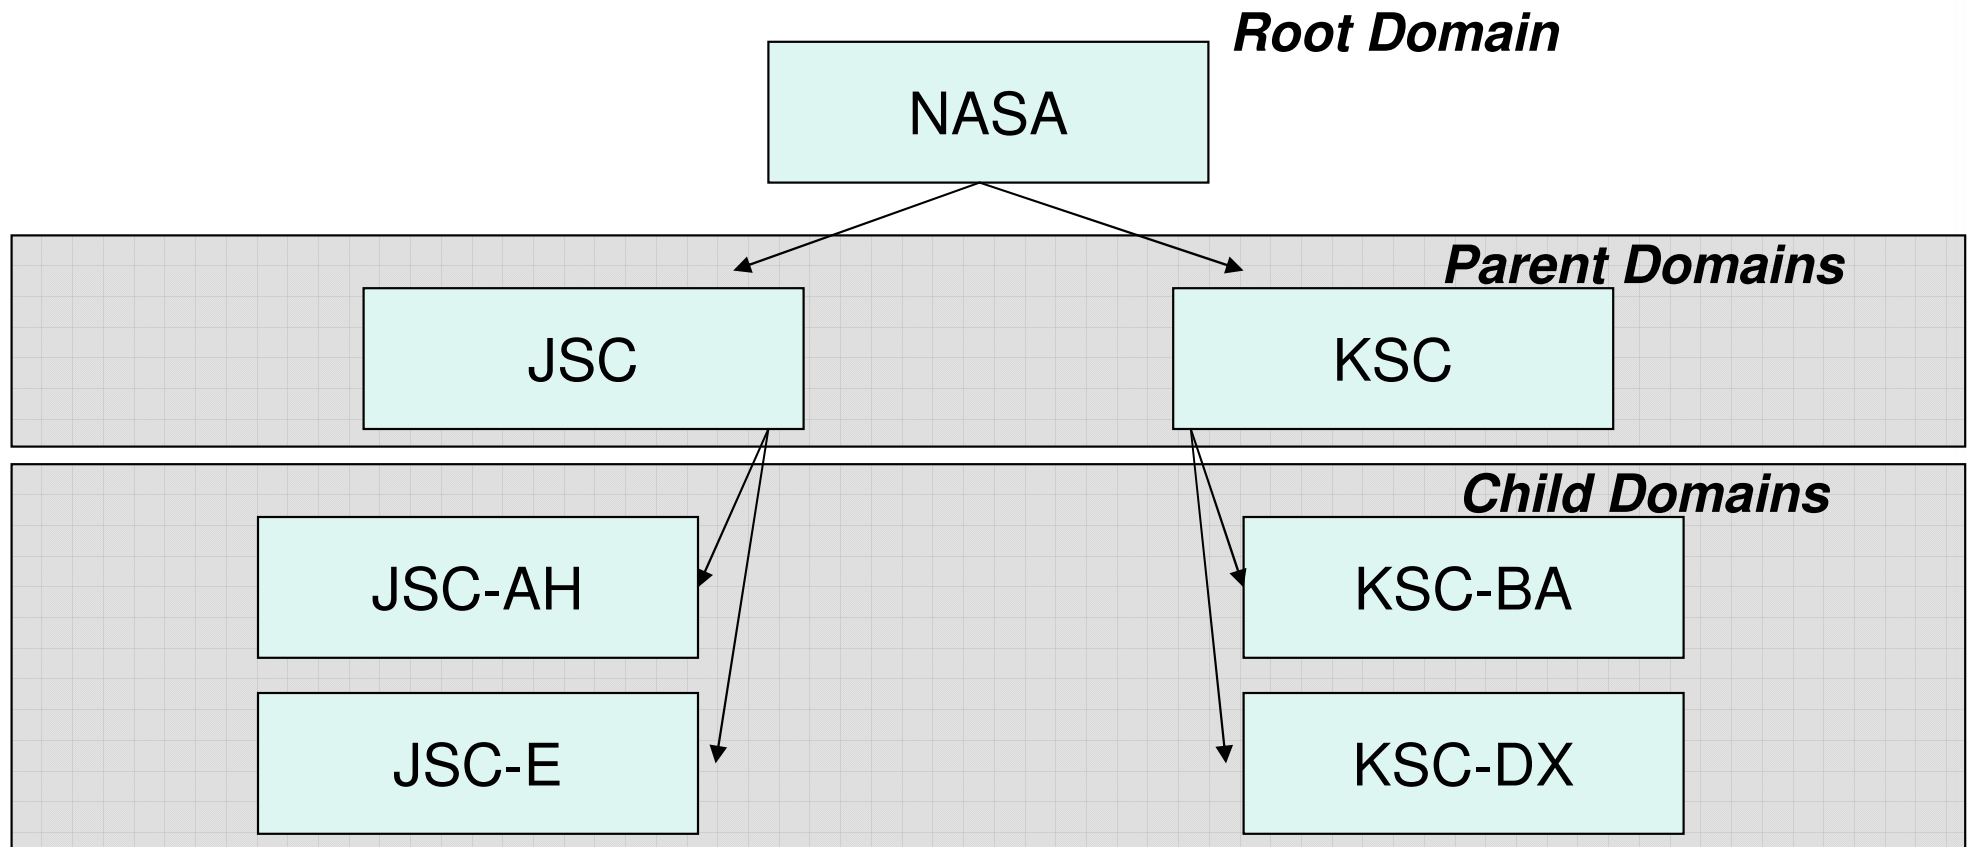 Root Domain
NASA
Parent Domains
JSC
KSC
Child Domains
JSC-AH
KSC-BA
JSC-E
KSC-DX